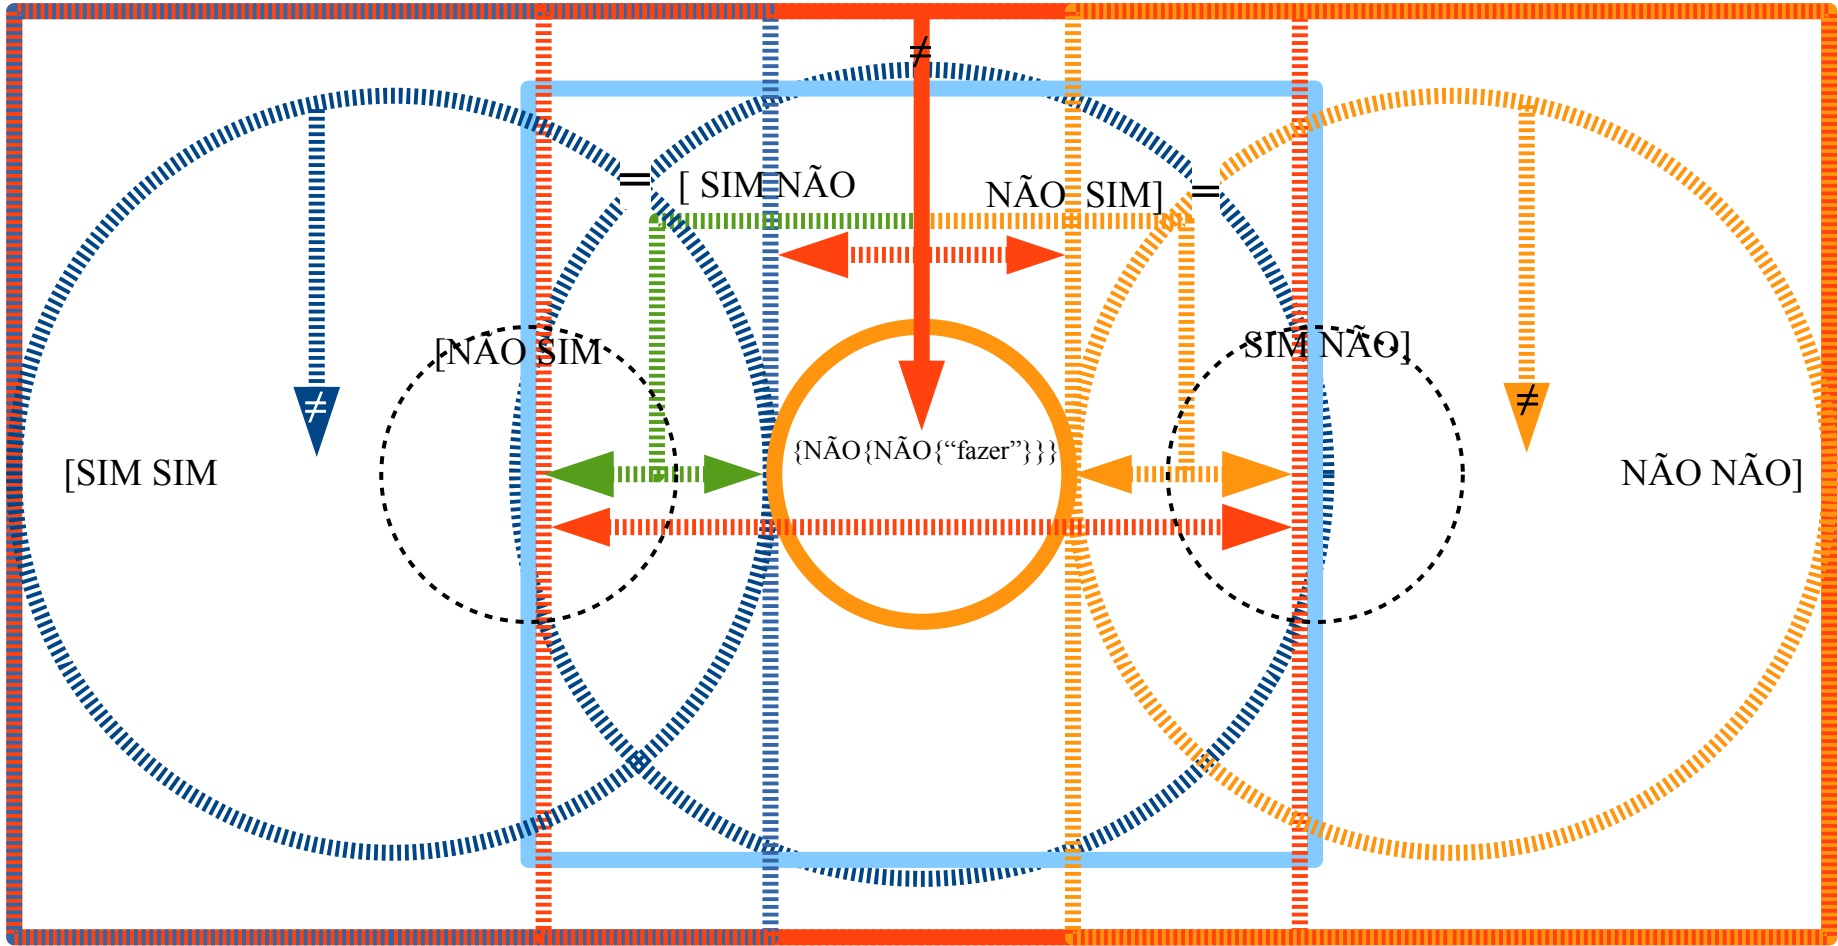 ≠
= [ SIM NÃO
NÃO  SIM] =
[NÃO SIM
SIM NÃO]
≠
≠
{NÃO{NÃO{“fazer”}}}
[SIM SIM
NÃO NÃO]